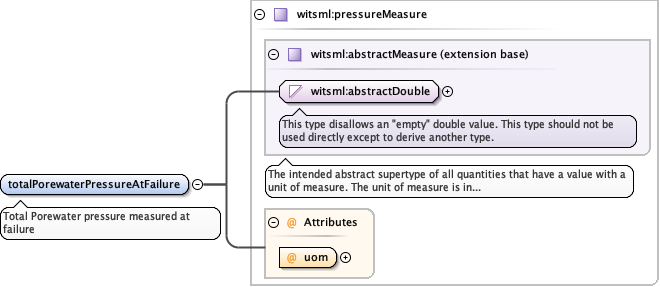 witsml:pressureMeasure
witsml:abstractMeasure (extension base)
witsml:abstractDouble
This type disallows an "empty" double value. This type should not be
used directly except to derive another type.
The intended abstract supertype of all quantities that have a value with a
unit of measure. The unit of measure is in...
totalPorewaterPressureAtFailure
Total Porewater pressure measured at
failure
@ Attributes
@ uom